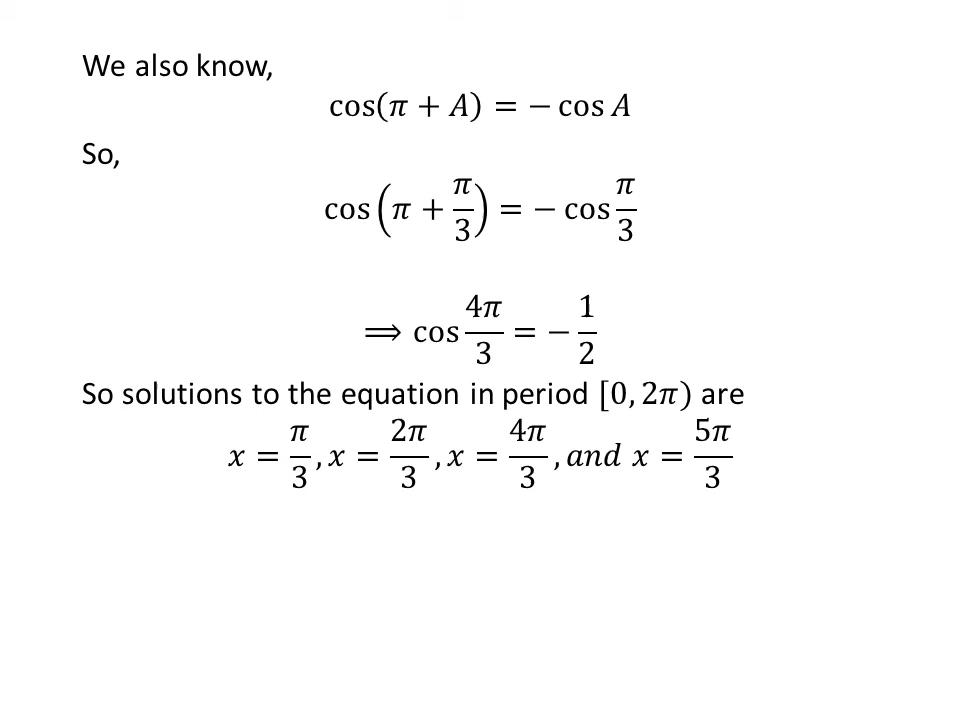 We also know,
cos(π + A) = − cos A
So,
cos(π + π/3) = − cos π/3
⟹ cos 4π/3 = − 1/2
So solutions to the equation in period [0, 2π) are
x = π/3, x = 2π/3, x = 4π/3, and x = 5π/3